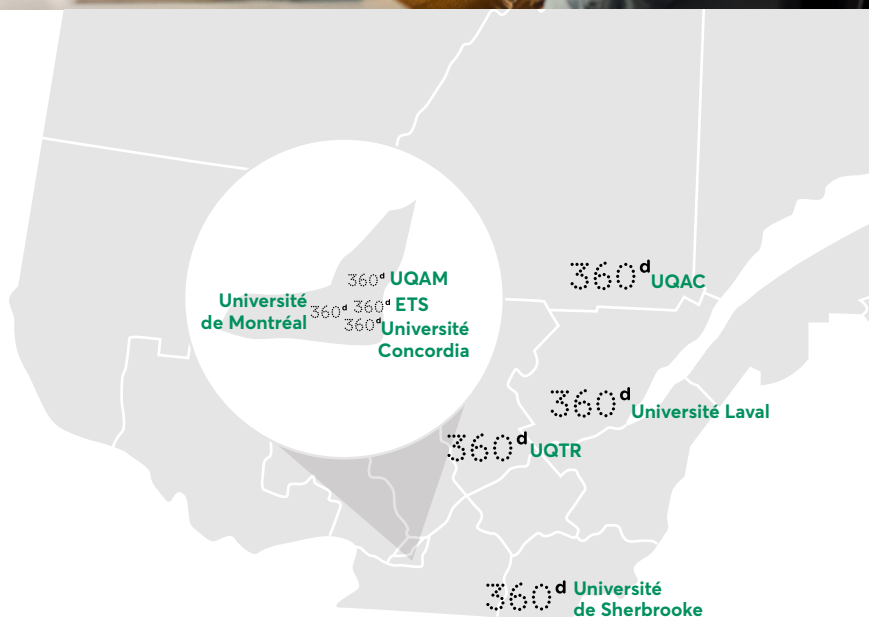 360d UQAM
Université
de Montréal
360d
360d ETS
360d Université
Concordia
360d UQAC
360d Université Laval
360d UQTR
360d Université
de Sherbrooke